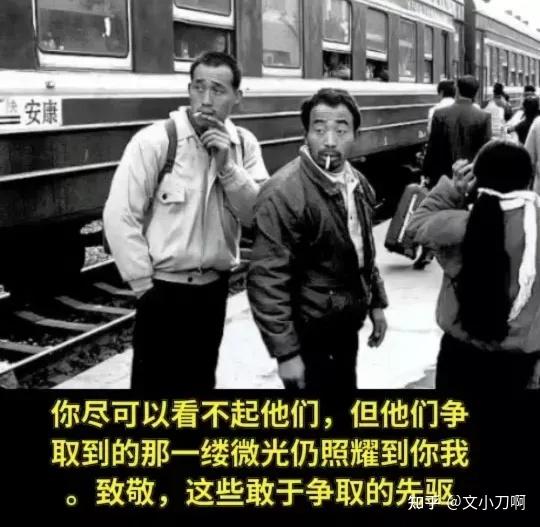 快 安康
你尽可以看不起他们，但他们争
取到的那一缕微光仍照耀到你我
。致敬，这些敢于争取的先驱
知乎 @文小刀啊